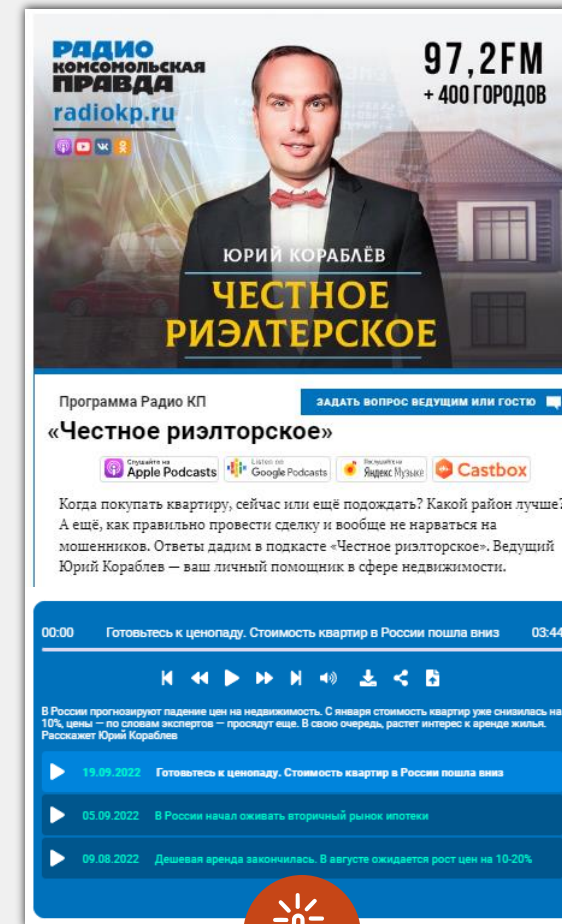 РАДИО
КОМСОМОЛЬСКАЯ
ПРАВДА
radiokp.ru
97,2FM
+ 400 ГОРОДОВ
ЮРИЙ КОРАБЛЁВ
ЧЕСТНОЕ
РИЭЛТЕРСКОЕ
Программа Радио КП
ЗАДАТЬ ВОПРОС ВЕДУЩИМ ИЛИ ГОСТЮ
«Честное риэлторское»
Слушайте на
Apple Podcasts
Listen on
Google Podcasts
Послушайте на
Яндекс Музыке
Castbox
Когда покупать квартиру, сейчас или ещё подождать? Какой район лучше?
А ещё, как правильно провести сделку и вообще не нарваться на
мошенников. Ответы дадим в подкасте «Честное риэлторское». Ведущий
Юрий Кораблев — ваш личный помощник в сфере недвижимости.
00:00 Готовьтесь к ценопаду. Стоимость квартир в России пошла вниз 03:44
В России прогнозируют падение цен на недвижимость. С января стоимость квартир уже снизилась на
10%, цены — по словам экспертов — просядут еще. В свою очередь, растет интерес к аренде жилья.
Расскажет Юрий Кораблев
19.09.2022 Готовьтесь к ценопаду. Стоимость квартир в России пошла вниз
05.09.2022 В России начал оживать вторичный рынок ипотеки
09.08.2022 Дешевая аренда закончилась. В августе ожидается рост цен на 10-20%